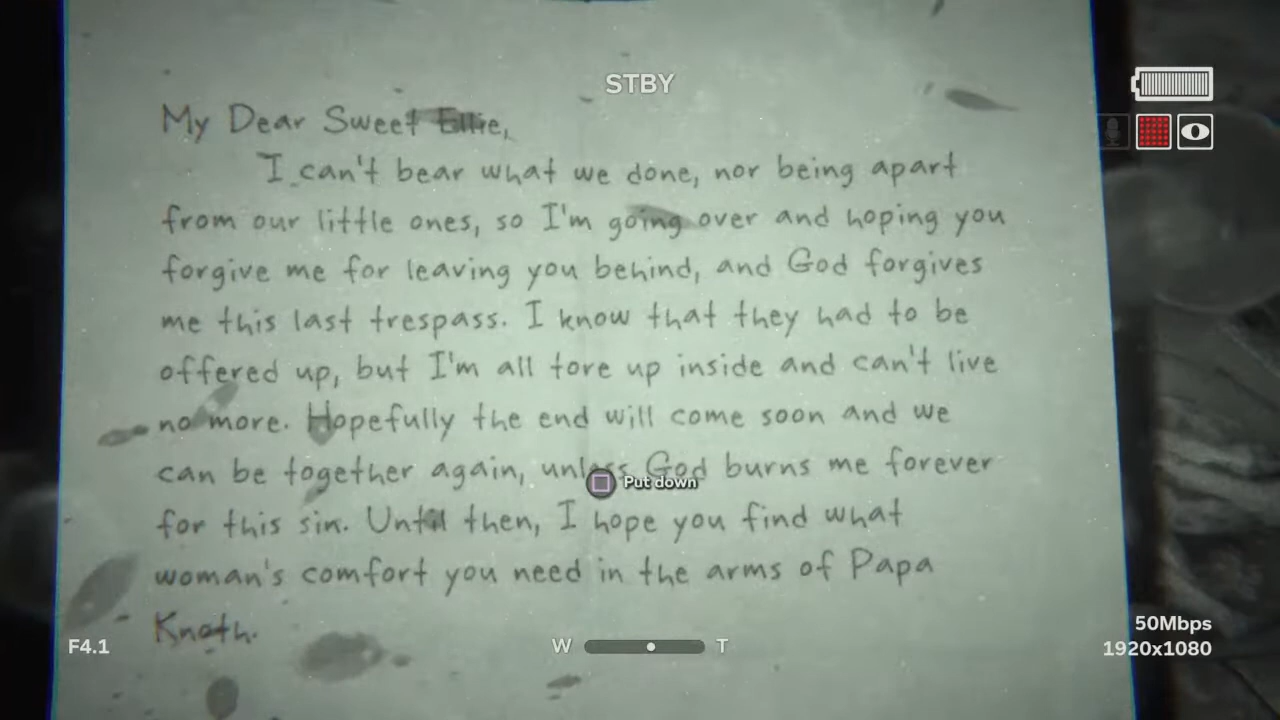 STBY
My Dear Sweet Ellie,
I can't bear what we done, nor being apart
from our little ones, so I'm going over and hoping you
forgive me for leaving you behind, and God forgives
me this last trespass. I know that they had to be
offered up, but I'm all tore up inside and can't live
no more. Hopefully the end will come soon and we
can be together again, unless God burns me forever
Put down
for this sin. Until then, I hope you find what
woman's comfort you need in the arms of Papa
Knoth.
F4.1
W T
50Mbps
1920x1080